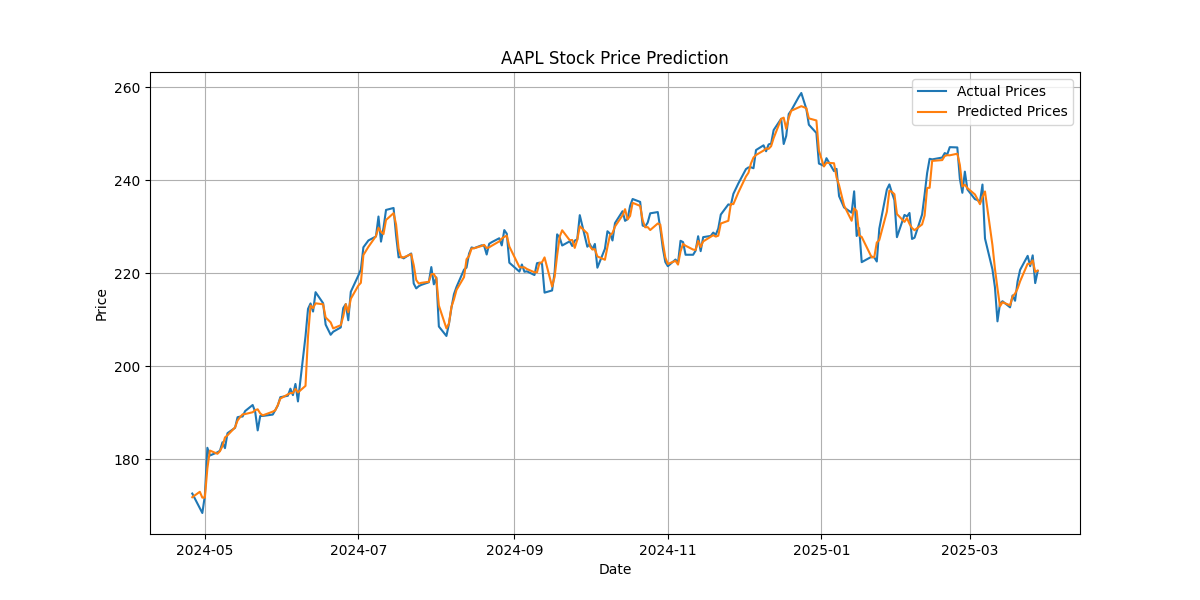 AAPL Stock Price Prediction
260
240
220
200
180
Price
Actual Prices
Predicted Prices
2024-05
2024-07
2024-09
2024-11
2025-01
2025-03
Date